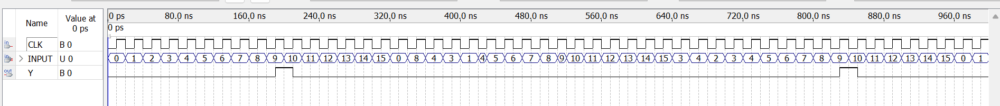 Name Value at 0 ps
0 ps 80.0 ns 160.0 ns 240.0 ns 320.0 ns 400.0 ns 480.0 ns 560.0 ns 640.0 ns 720.0 ns 800.0 ns 880.0 ns 960.0 ns
0 ps
in CLK B 0
in INPUT U 0 0 1 2 3 4 5 6 7 8 9 10 11 12 13 14 15 0 8 4 3 1 4 5 6 7 8 9 10 11 12 13 14 15 3 4 2 3 4 5 6 7 8 9 10 11 12 13 14 15 0 1
out Y B 0